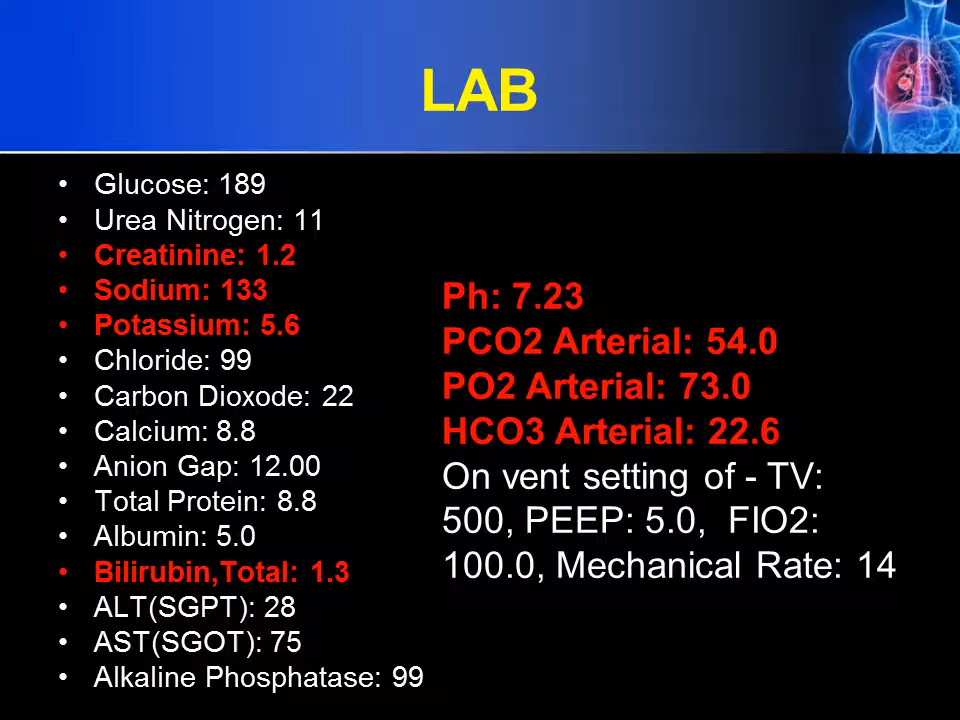 LAB
• Glucose: 189
• Urea Nitrogen: 11
• Creatinine: 1.2
• Sodium: 133
• Potassium: 5.6
• Chloride: 99
• Carbon Dioxode: 22
• Calcium: 8.8
• Anion Gap: 12.00
• Total Protein: 8.8
• Albumin: 5.0
• Bilirubin,Total: 1.3
• ALT(SGPT): 28
• AST(SGOT): 75
• Alkaline Phosphatase: 99
Ph: 7.23
PCO2 Arterial: 54.0
PO2 Arterial: 73.0
HCO3 Arterial: 22.6
On vent setting of - TV:
500, PEEP: 5.0, FIO2:
100.0, Mechanical Rate: 14